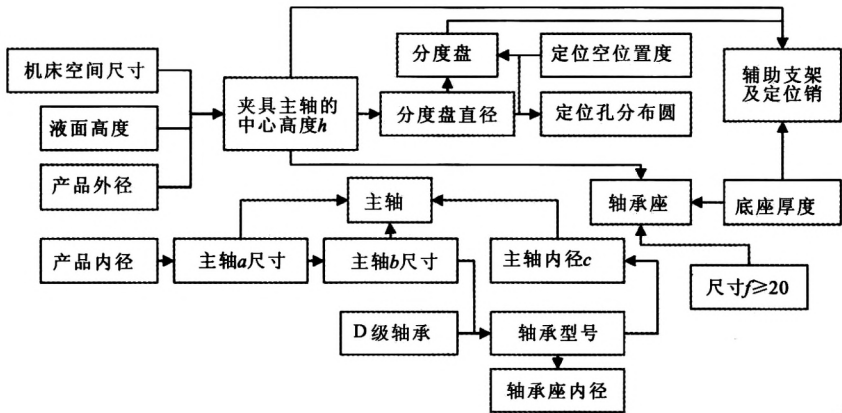 分度盘
定位空位置度
机床空间尺寸
辅助支架
及定位销
夹具主轴的
中心高度h
分度盘直径
定位孔分布圆
液面高度
产品外径
主轴
轴承座
底座厚度
产品内径
主轴a尺寸
主轴b尺寸
主轴内径c
尺寸f≥20
D级轴承
轴承型号
轴承座内径